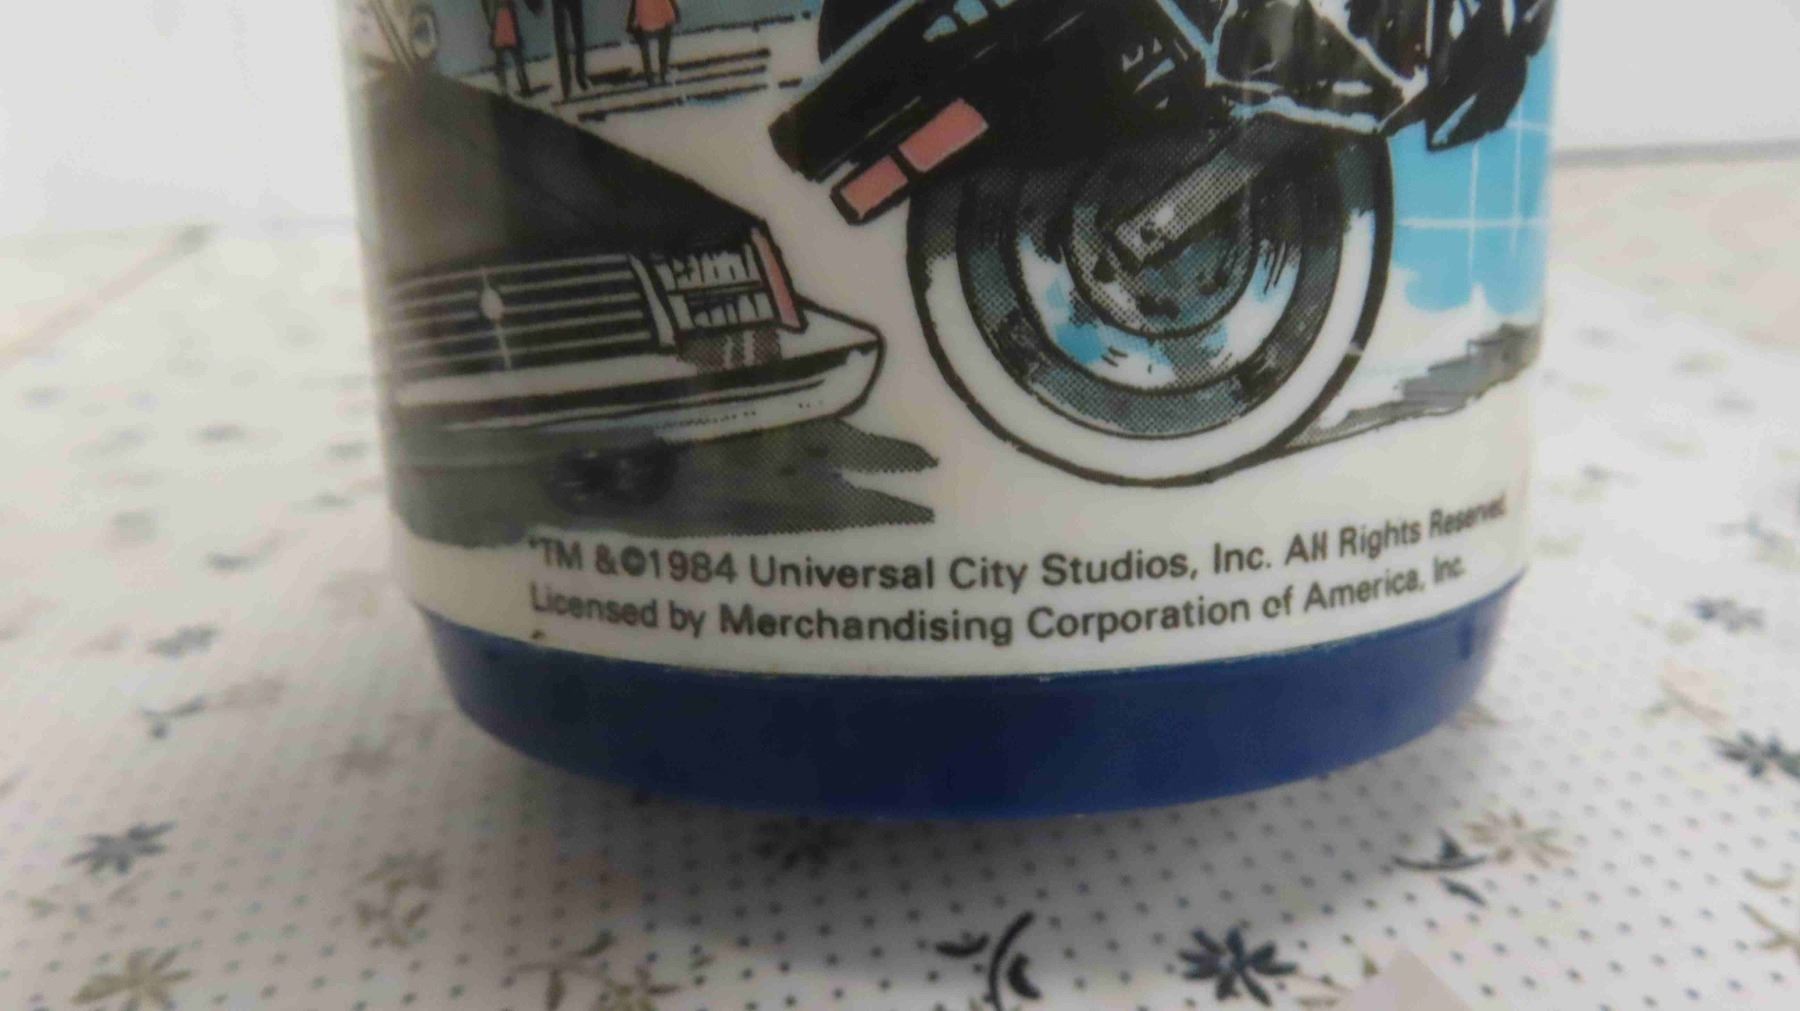 *TM &©1984 Universal City Studios, Inc. All Rights Reserved.
Licensed by Merchandising Corporation of America, Inc.